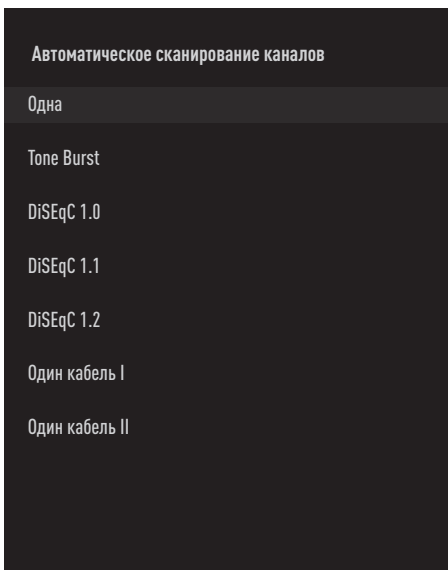 Автоматическое сканирование каналов
Одна
Tone Burst
DiSEqC 1.0
DiSEqC 1.1
DiSEqC 1.2
Один кабель I
Один кабель II